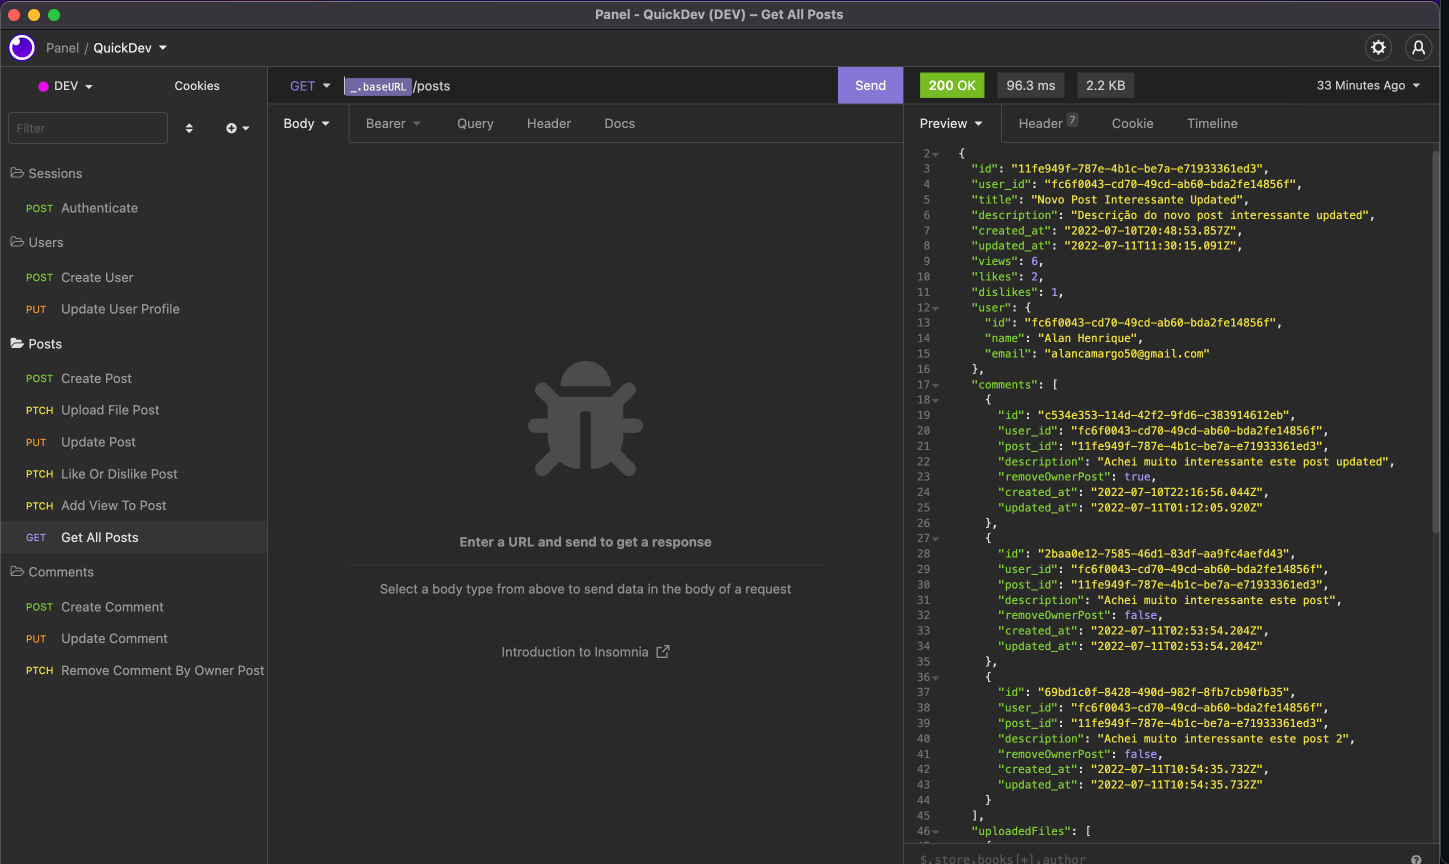 Panel - QuickDev (DEV) – Get All Posts
Panel / QuickDev
DEV
Cookies
Filter
Sessions
POST Authenticate
Users
POST Create User
PUT Update User Profile
Posts
POST Create Post
PTCH Upload File Post
PUT Update Post
PTCH Like Or Dislike Post
PTCH Add View To Post
GET Get All Posts
Comments
POST Create Comment
PUT Update Comment
PTCH Remove Comment By Owner Post
GET _.baseURL /posts
Send
Body Bearer Query Header Docs
Enter a URL and send to get a response
Select a body type from above to send data in the body of a request
Introduction to Insomnia
200 OK 96.3 ms 2.2 KB 33 Minutes Ago
Preview Header 7 Cookie Timeline
2 {
3 "id": "11fe949f-787e-4b1c-be7a-e71933361ed3",
4 "user_id": "fc6f0043-cd70-49cd-ab60-bda2fe14856f",
5 "title": "Novo Post Interessante Updated",
6 "description": "Descrição do novo post interessante updated",
7 "created_at": "2022-07-10T20:48:53.857Z",
8 "updated_at": "2022-07-11T11:30:15.091Z",
9 "views": 6,
10 "likes": 2,
11 "dislikes": 1,
12 "user": {
13 "id": "fc6f0043-cd70-49cd-ab60-bda2fe14856f",
14 "name": "Alan Henrique",
15 "email": "alancamargo50@gmail.com"
16 },
17 "comments": [
18 {
19 "id": "c534e353-114d-42f2-9fd6-c383914612eb",
20 "user_id": "fc6f0043-cd70-49cd-ab60-bda2fe14856f",
21 "post_id": "11fe949f-787e-4b1c-be7a-e71933361ed3",
22 "description": "Achei muito interessante este post updated",
23 "removeOwnerPost": true,
24 "created_at": "2022-07-10T22:16:56.044Z",
25 "updated_at": "2022-07-11T01:12:05.920Z"
26 },
27 {
28 "id": "2baa0e12-7585-46d1-83df-aa9fc4aefd43",
29 "user_id": "fc6f0043-cd70-49cd-ab60-bda2fe14856f",
30 "post_id": "11fe949f-787e-4b1c-be7a-e71933361ed3",
31 "description": "Achei muito interessante este post",
32 "removeOwnerPost": false,
33 "created_at": "2022-07-11T02:53:54.204Z",
34 "updated_at": "2022-07-11T02:53:54.204Z"
35 },
36 {
37 "id": "69bd1c0f-8428-490d-982f-8fb7cb90fb35",
38 "user_id": "fc6f0043-cd70-49cd-ab60-bda2fe14856f",
39 "post_id": "11fe949f-787e-4b1c-be7a-e71933361ed3",
40 "description": "Achei muito interessante este post 2",
41 "removeOwnerPost": false,
42 "created_at": "2022-07-11T10:54:35.732Z",
43 "updated_at": "2022-07-11T10:54:35.732Z"
44 }
45 ],
46 "uploadedFiles": [
$.store.books[*].author